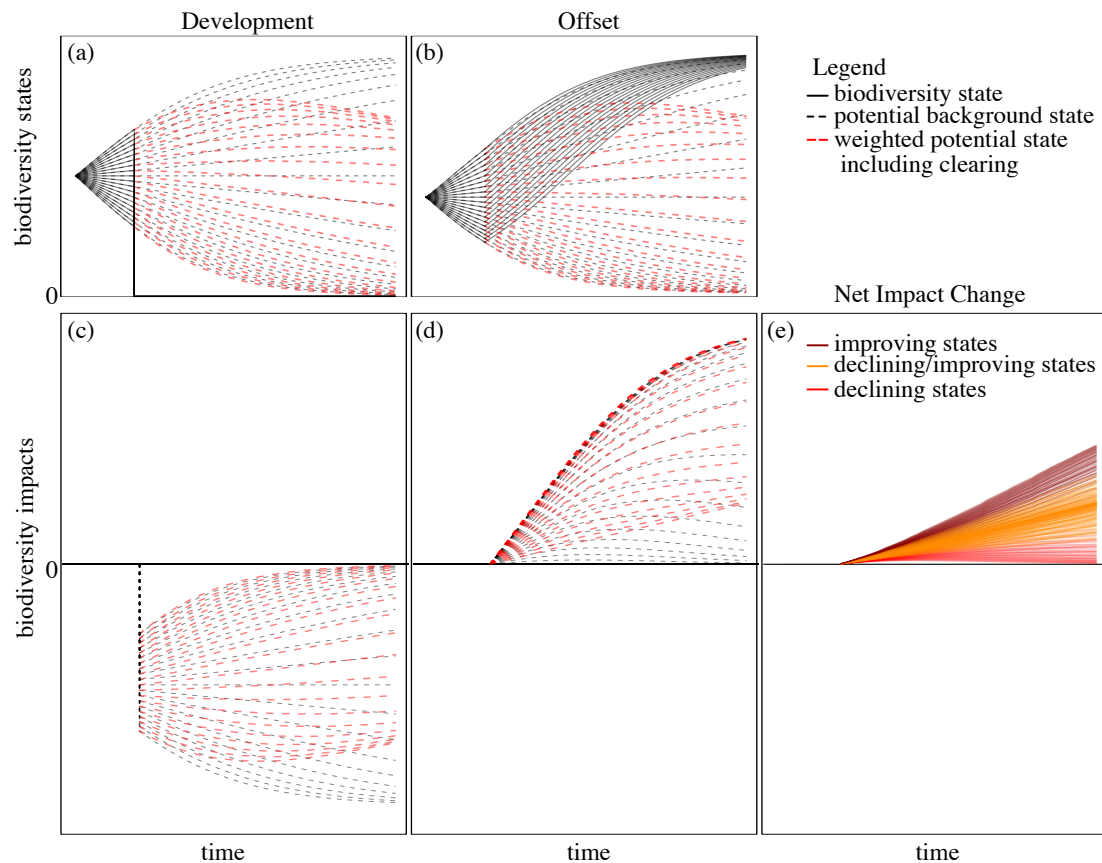 Development
Offset
(a)
(b)
Legend
biodiversity state
potential background state
weighted potential state
including clearing
biodiversity states
0
Net Impact Change
(c)
(d)
(e)
improving states
declining/improving states
declining states
biodiversity impacts
0
time
time
time